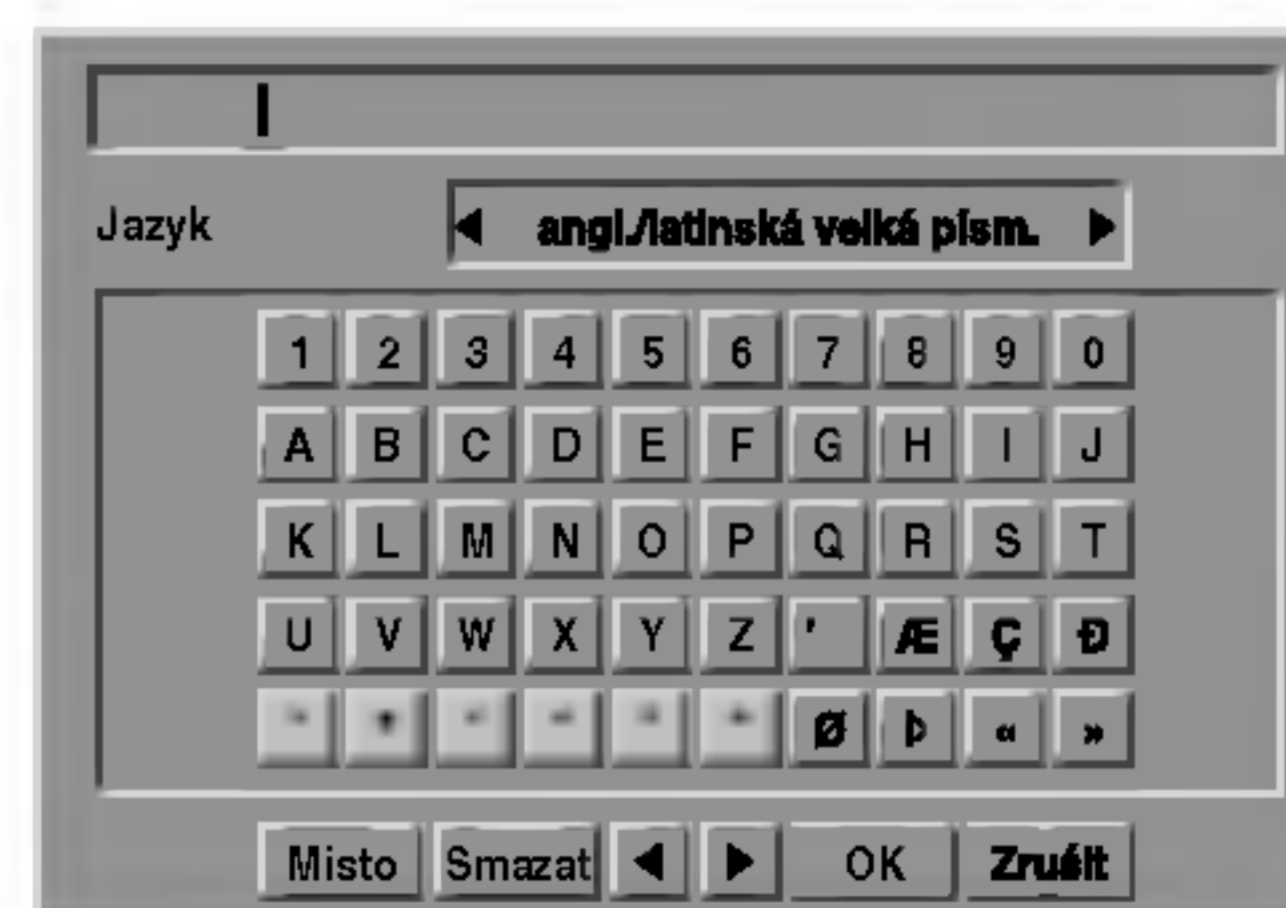 Jazyk
◀ angl./latinská velká písm. ▶
1 2 3 4 5 6 7 8 9 0
A B C D E F G H I J
K L M N O P Q R S T
U V W X Y Z ' Æ Ç Ð
Ø Þ « »
Misto Smazat ◀ ▶ OK Zrušit